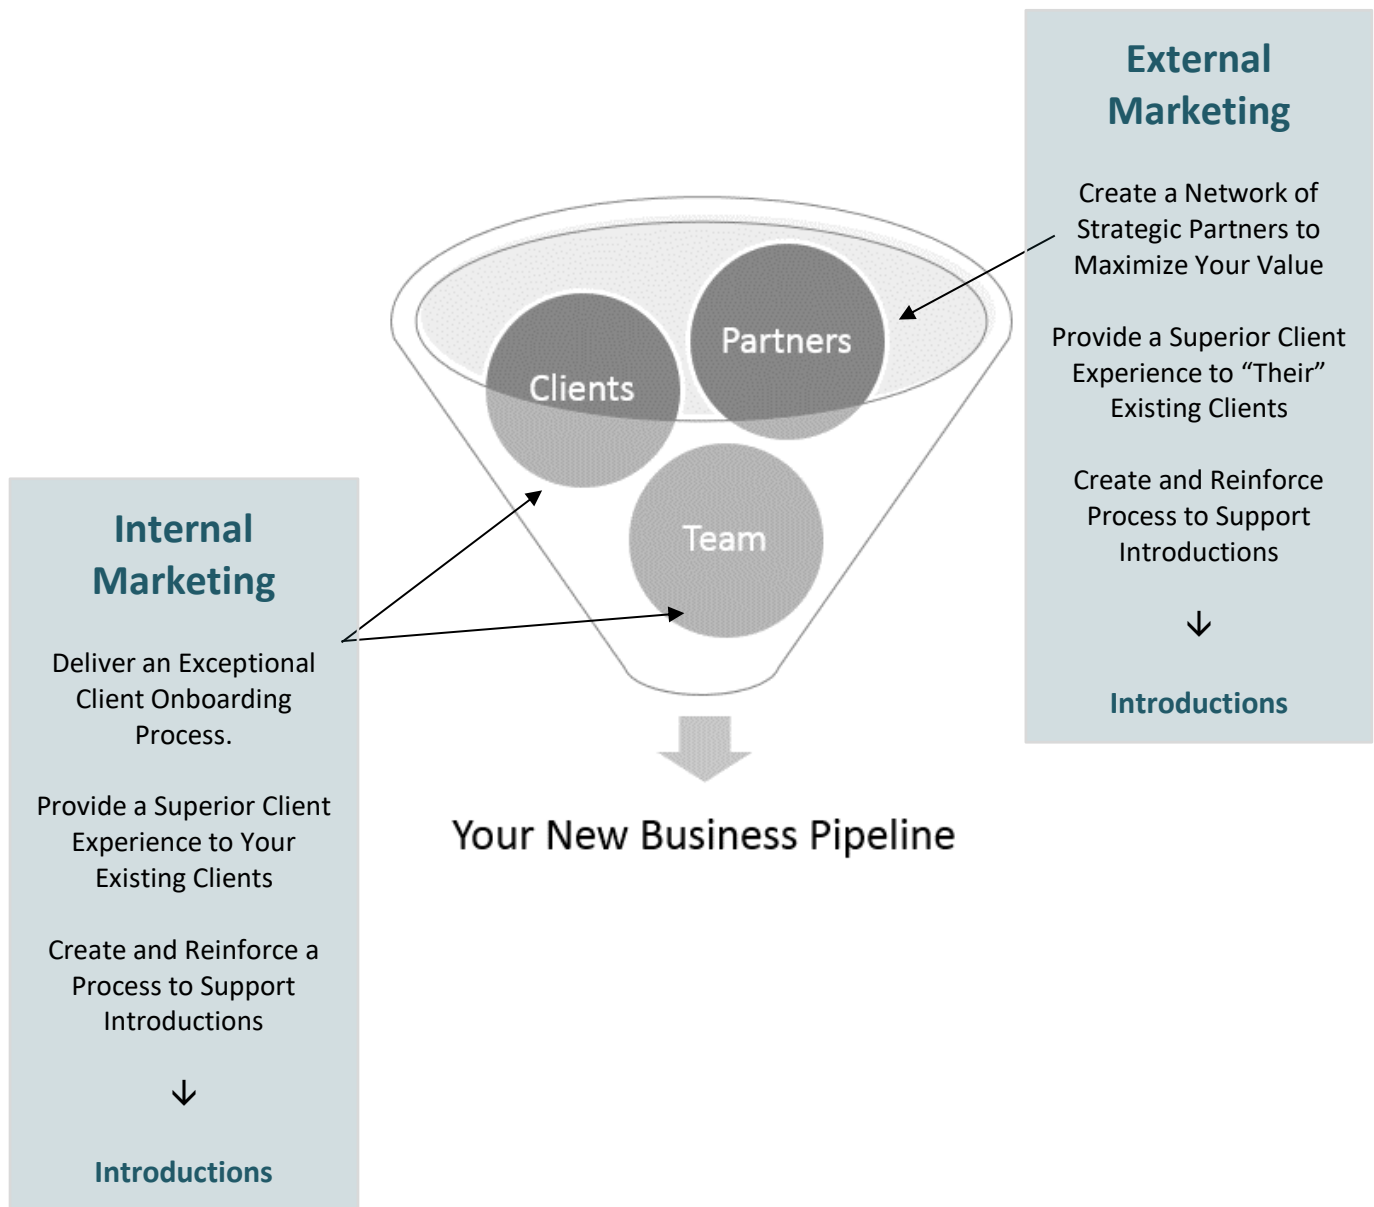 External
Marketing
Create a Network of
Strategic Partners to
Maximize Your Value
Provide a Superior Client
Experience to “Their”
Existing Clients
Create and Reinforce
Process to Support
Introductions
↓
Introductions
Partners
Clients
Team
Your New Business Pipeline
Internal
Marketing
Deliver an Exceptional
Client Onboarding
Process.
Provide a Superior Client
Experience to Your
Existing Clients
Create and Reinforce a
Process to Support
Introductions
↓
Introductions